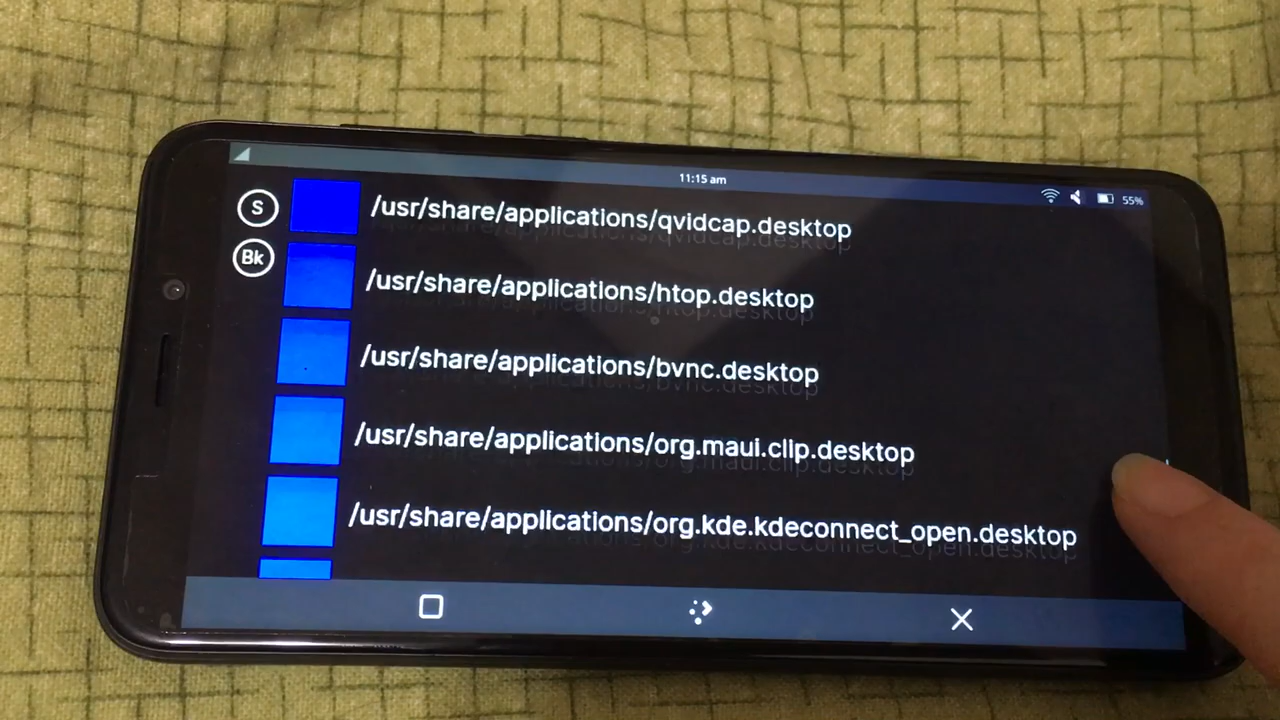 11:15 am
55%
S
/usr/share/applications/qvidcap.desktop
Bk
/usr/share/applications/htop.desktop
/usr/share/applications/bvnc.desktop
/usr/share/applications/org.maui.clip.desktop
/usr/share/applications/org.kde.kdeconnect_open.desktop